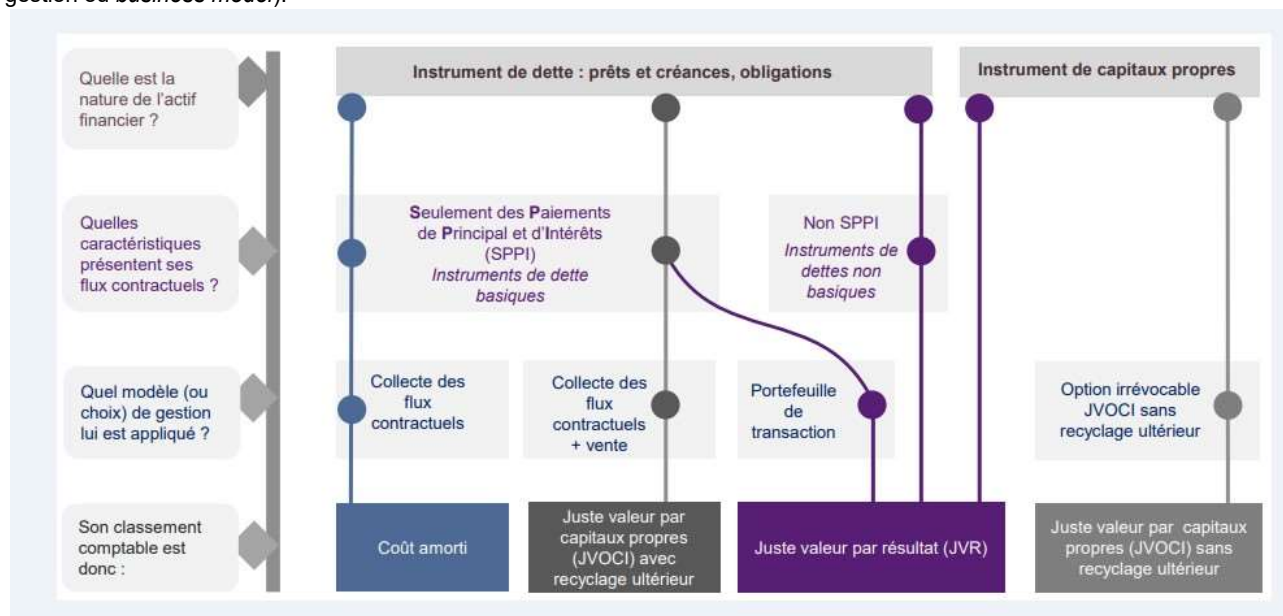 gestion ou business model).
Quelle est la
nature de l'actif
financier ?
Instrument de dette : prêts et créances, obligations
Instrument de capitaux propres
Quelles
caractéristiques
présentent ses
flux contractuels ?
Seulement des Paiements
de Principal et d'Intérêts
(SPPI)
Instruments de dette
basiques
Non SPPI
Instruments de
dettes non
basiques
Quel modèle (ou
choix) de gestion
lui est appliqué ?
Collecte des
flux
contractuels
Collecte des
flux
contractuels
+ vente
Portefeuille
de
transaction
Option irrévocable
JVOCI sans
recyclage ultérieur
Son classement
comptable est
donc :
Coût amorti
Juste valeur par
capitaux propres
(JVOCI) avec
recyclage ultérieur
Juste valeur par résultat (JVR)
Juste valeur par capitaux
propres (JVOCI) sans
recyclage ultérieur